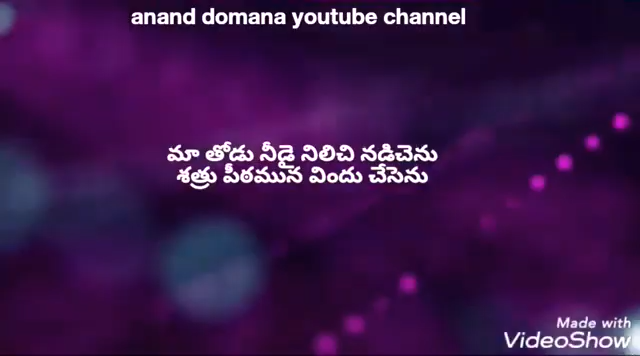 anand domana youtube channel
మా తోడు నీడై నిలిచి నడిచెను
శత్రు పీఠమున విందు చేసెను
Made with
VideoShow